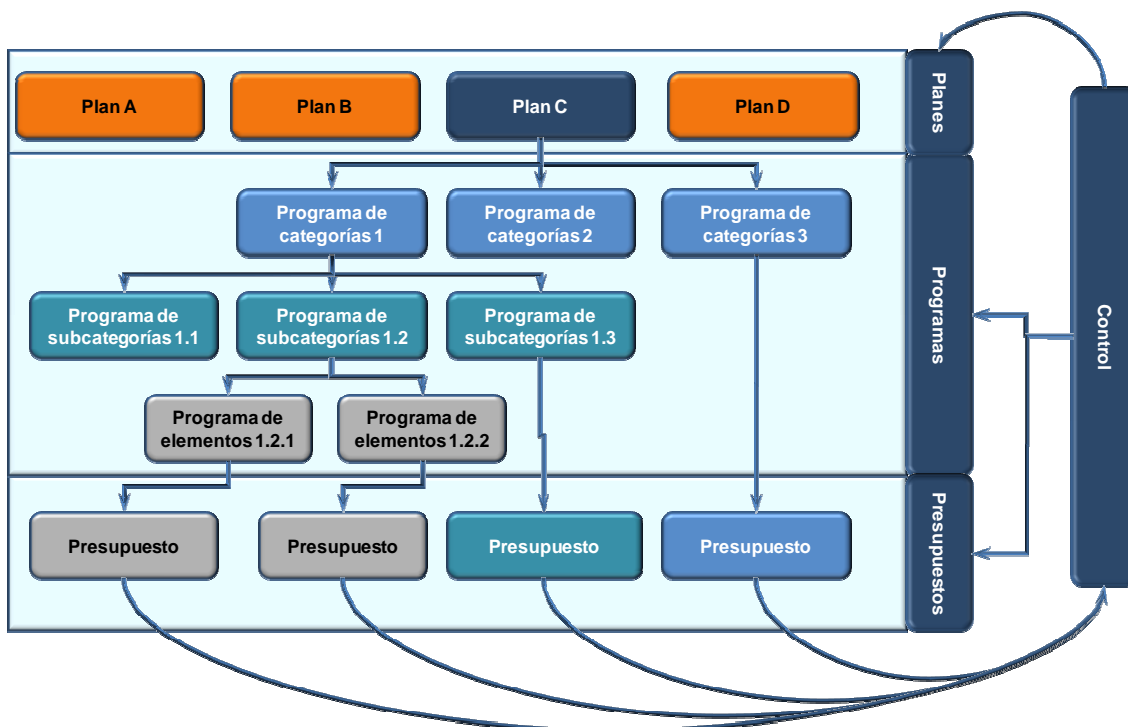 Plan A
Plan B
Plan C
Plan D
Planes
Programa de
categorías 1
Programa de
categorías 2
Programa de
categorías 3
Programa de
subcategorías 1.1
Programa de
subcategorías 1.2
Programa de
subcategorías 1.3
Programa de
elementos 1.2.1
Programa de
elementos 1.2.2
Programas
Control
Presupuesto
Presupuesto
Presupuesto
Presupuesto
Presupuestos